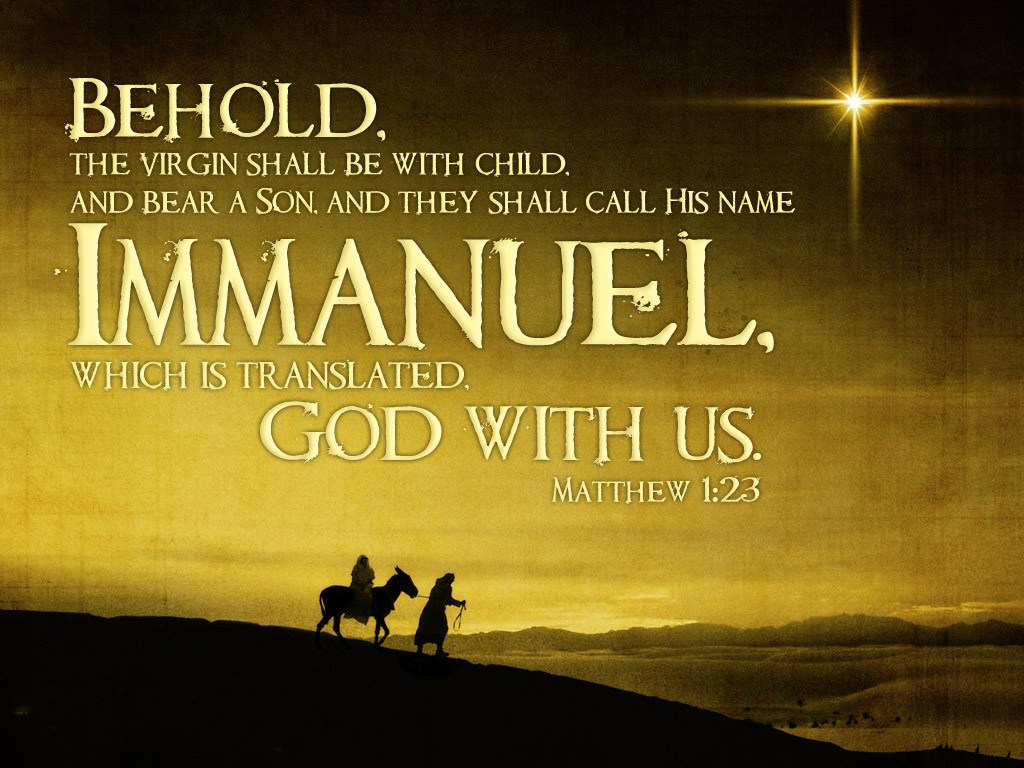 Behold,
the virgin shall be with child,
and bear a Son, and they shall call His name
Immanuel,
which is translated,
God with us.
Matthew 1:23